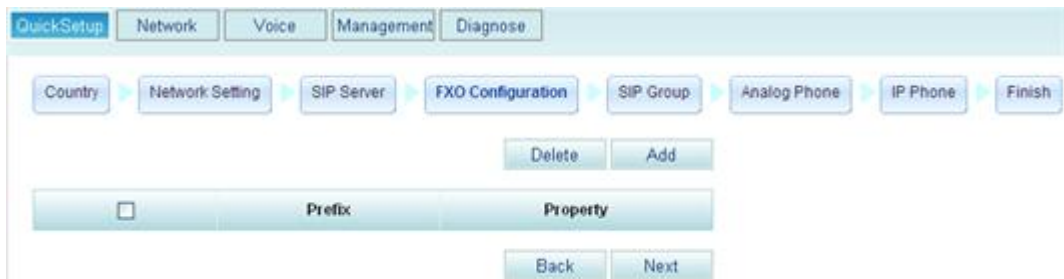 QuickSetup Network Voice Management Diagnose
Country Network Setting SIP Server FXO Configuration SIP Group Analog Phone IP Phone Finish
Delete Add
Prefix Property
Back Next